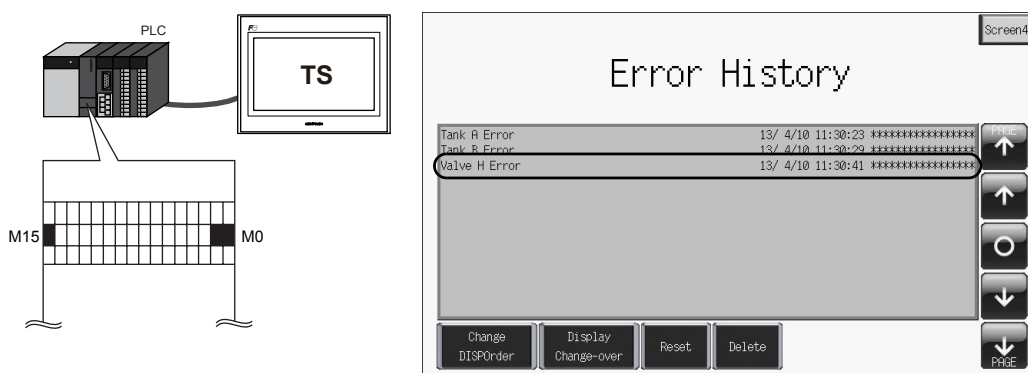 PLC
TS
M15
M0
Screen4
Error History
Tank A Error 13/ 4/10 11:30:23 *****************
Tank B Error 13/ 4/10 11:30:29 *****************
Valve H Error 13/ 4/10 11:30:41 *****************
PAGE
Change
DISPOrder
Display
Change-over
Reset
Delete
PAGE